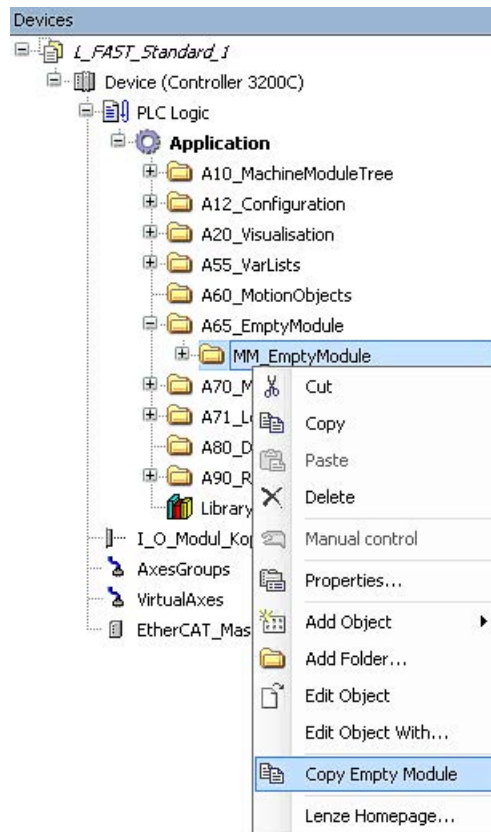 Devices
L_FAST_Standard_1
Device (Controller 3200C)
PLC Logic
Application
A10_MachineModuleTree
A12_Configuration
A20_Visualisation
A55_VarLists
A60_MotionObjects
A65_EmptyModule
MM_EmptyModule
A70_M
A71_L
A80_D
A90_R
Library
I_O_Modul_Ko
AxesGroups
VirtualAxes
EtherCAT_Mas
Cut
Copy
Paste
Delete
Manual control
Properties...
Add Object
Add Folder...
Edit Object
Edit Object With...
Copy Empty Module
Lenze Homepage...